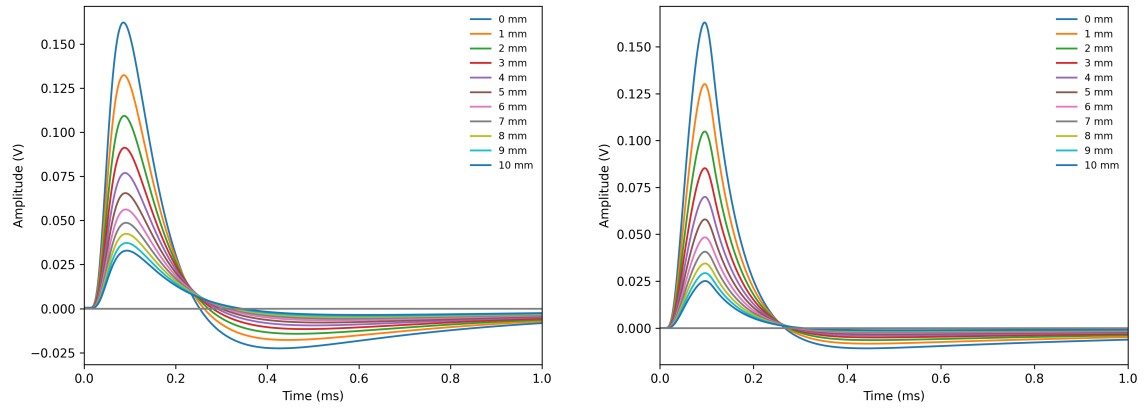 0.150
0.125
0.100
0.075
0.050
0.025
0.000
−0.025
Amplitude (V)
0.0
0.2
0.4
0.6
0.8
1.0
Time (ms)
0 mm
1 mm
2 mm
3 mm
4 mm
5 mm
6 mm
7 mm
8 mm
9 mm
10 mm
0.150
0.125
0.100
0.075
0.050
0.025
0.000
Amplitude (V)
0.0
0.2
0.4
0.6
0.8
1.0
Time (ms)
0 mm
1 mm
2 mm
3 mm
4 mm
5 mm
6 mm
7 mm
8 mm
9 mm
10 mm